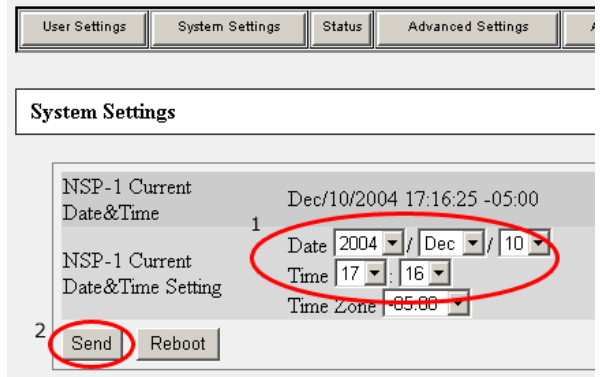 User Settings System Settings Status Advanced Settings A
System Settings
NSP-1 Current
Date&Time
Dec/10/2004 17:16:25 -05:00
1
NSP-1 Current
Date&Time Setting
Date 2004 / Dec / 10
Time 17 : 16
Time Zone -05:00
2
Send Reboot